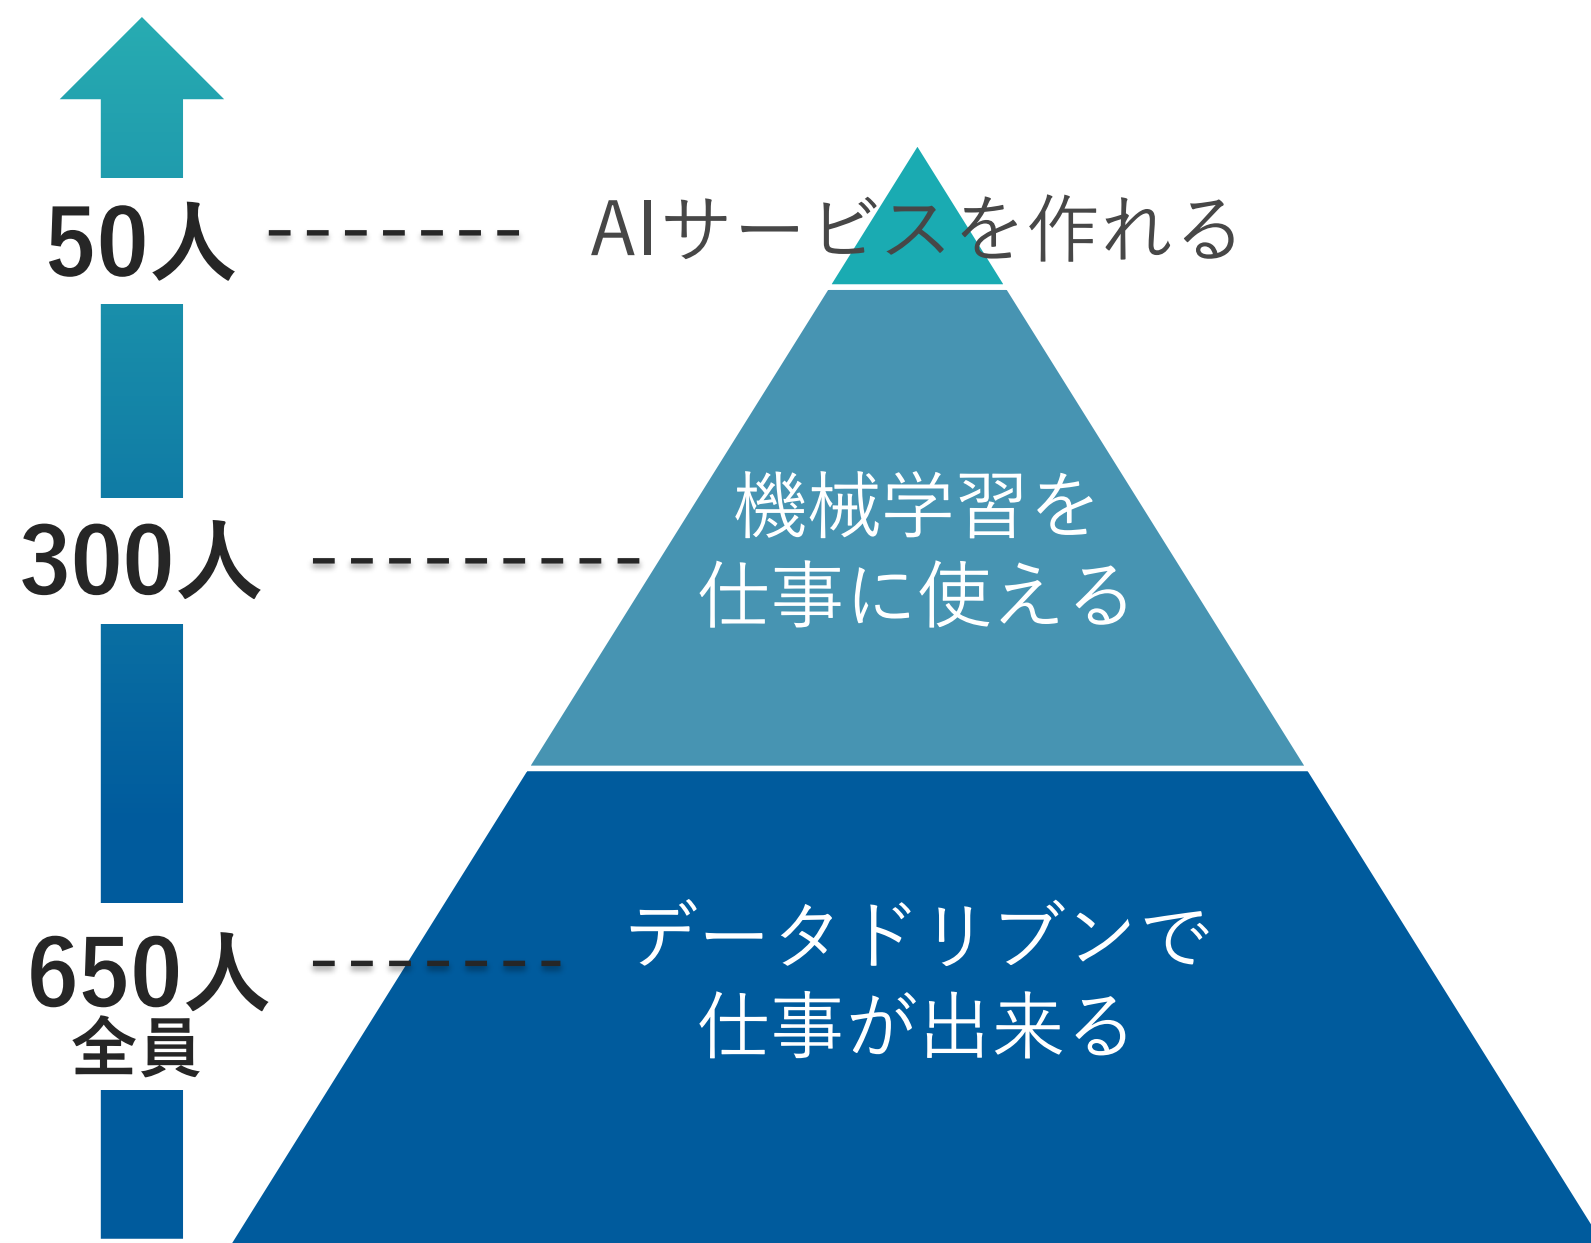 50人
AIサービスを作れる
300人
機械学習を
仕事に使える
650人
全員
データドリブンで
仕事が出来る